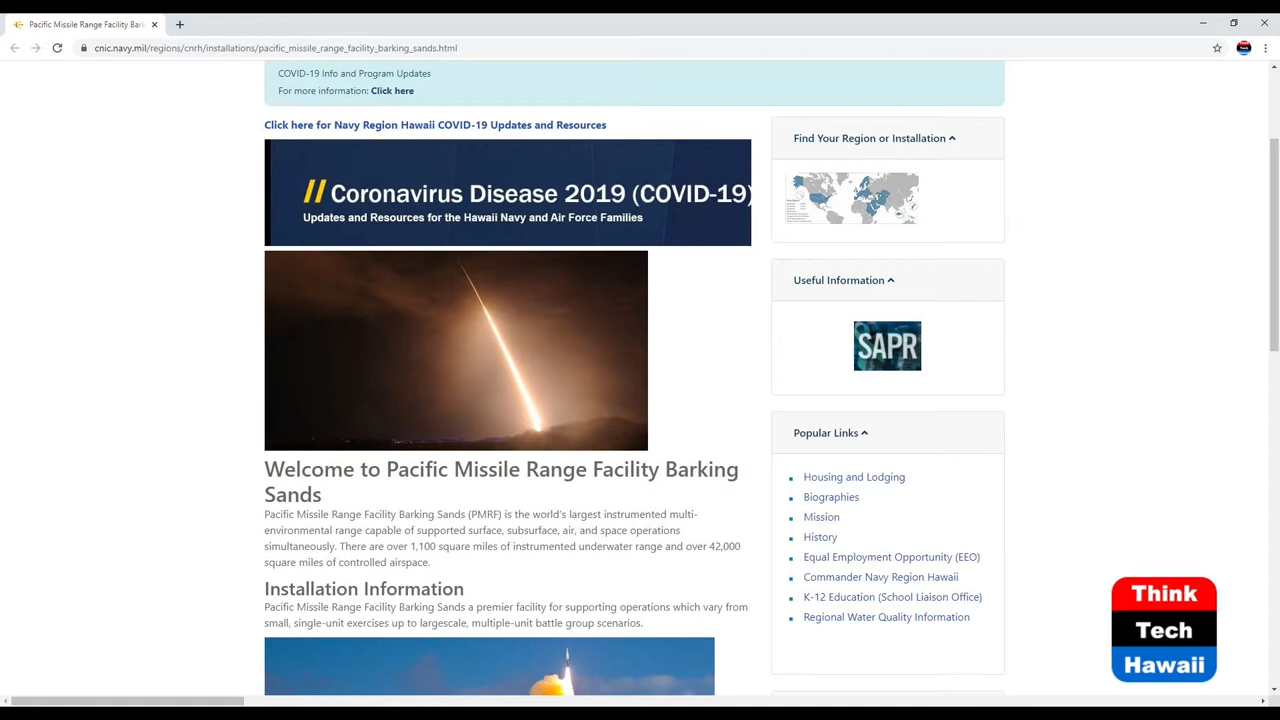 Pacific Missile Range Facility Bark
cnic.navy.mil/regions/cnrh/installations/pacific_missile_range_facility_barking_sands.html
COVID-19 Info and Program Updates
For more information: Click here
Click here for Navy Region Hawaii COVID-19 Updates and Resources
// Coronavirus Disease 2019 (COVID-19)
Updates and Resources for the Hawaii Navy and Air Force Families
Welcome to Pacific Missile Range Facility Barking
Sands
Pacific Missile Range Facility Barking Sands (PMRF) is the world's largest instrumented multi-
environmental range capable of supported surface, subsurface, air, and space operations
simultaneously. There are over 1,100 square miles of instrumented underwater range and over 42,000
square miles of controlled airspace.
Installation Information
Pacific Missile Range Facility Barking Sands a premier facility for supporting operations which vary from
small, single-unit exercises up to largescale, multiple-unit battle group scenarios.
Find Your Region or Installation
Useful Information
SAPR
Popular Links
Housing and Lodging
Biographies
Mission
History
Equal Employment Opportunity (EEO)
Commander Navy Region Hawaii
K-12 Education (School Liaison Office)
Regional Water Quality Information
Think
Tech
Hawaii